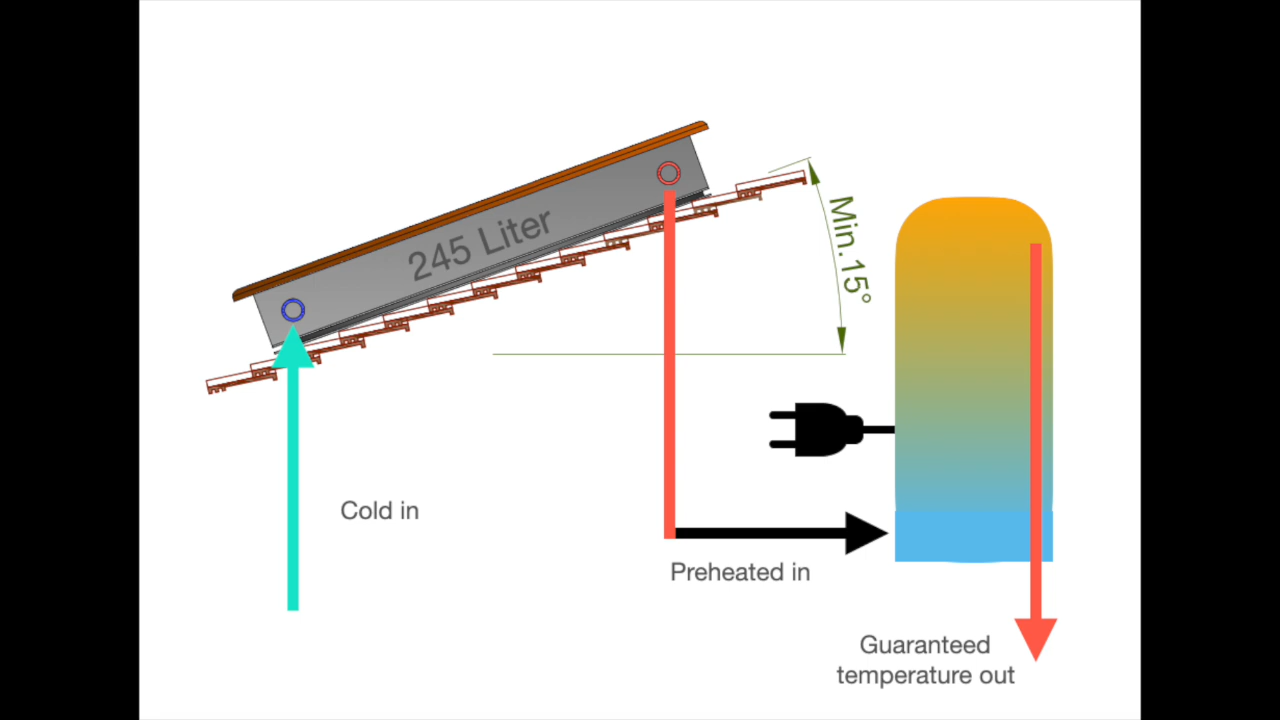 245 Liter
Min.15°
Cold in
Preheated in
Guaranteed
temperature out